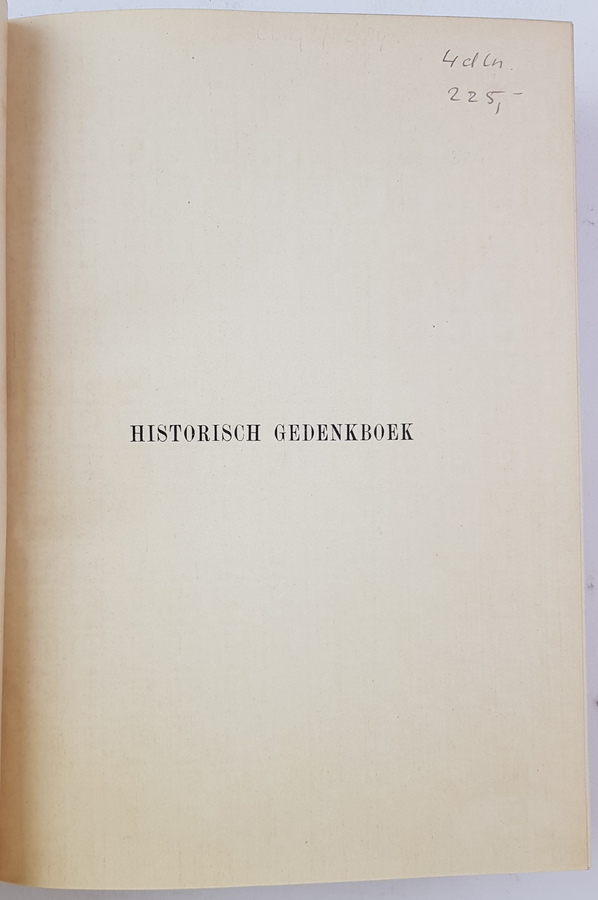 4 dln.
225,-
HISTORISCH GEDENKBOEK